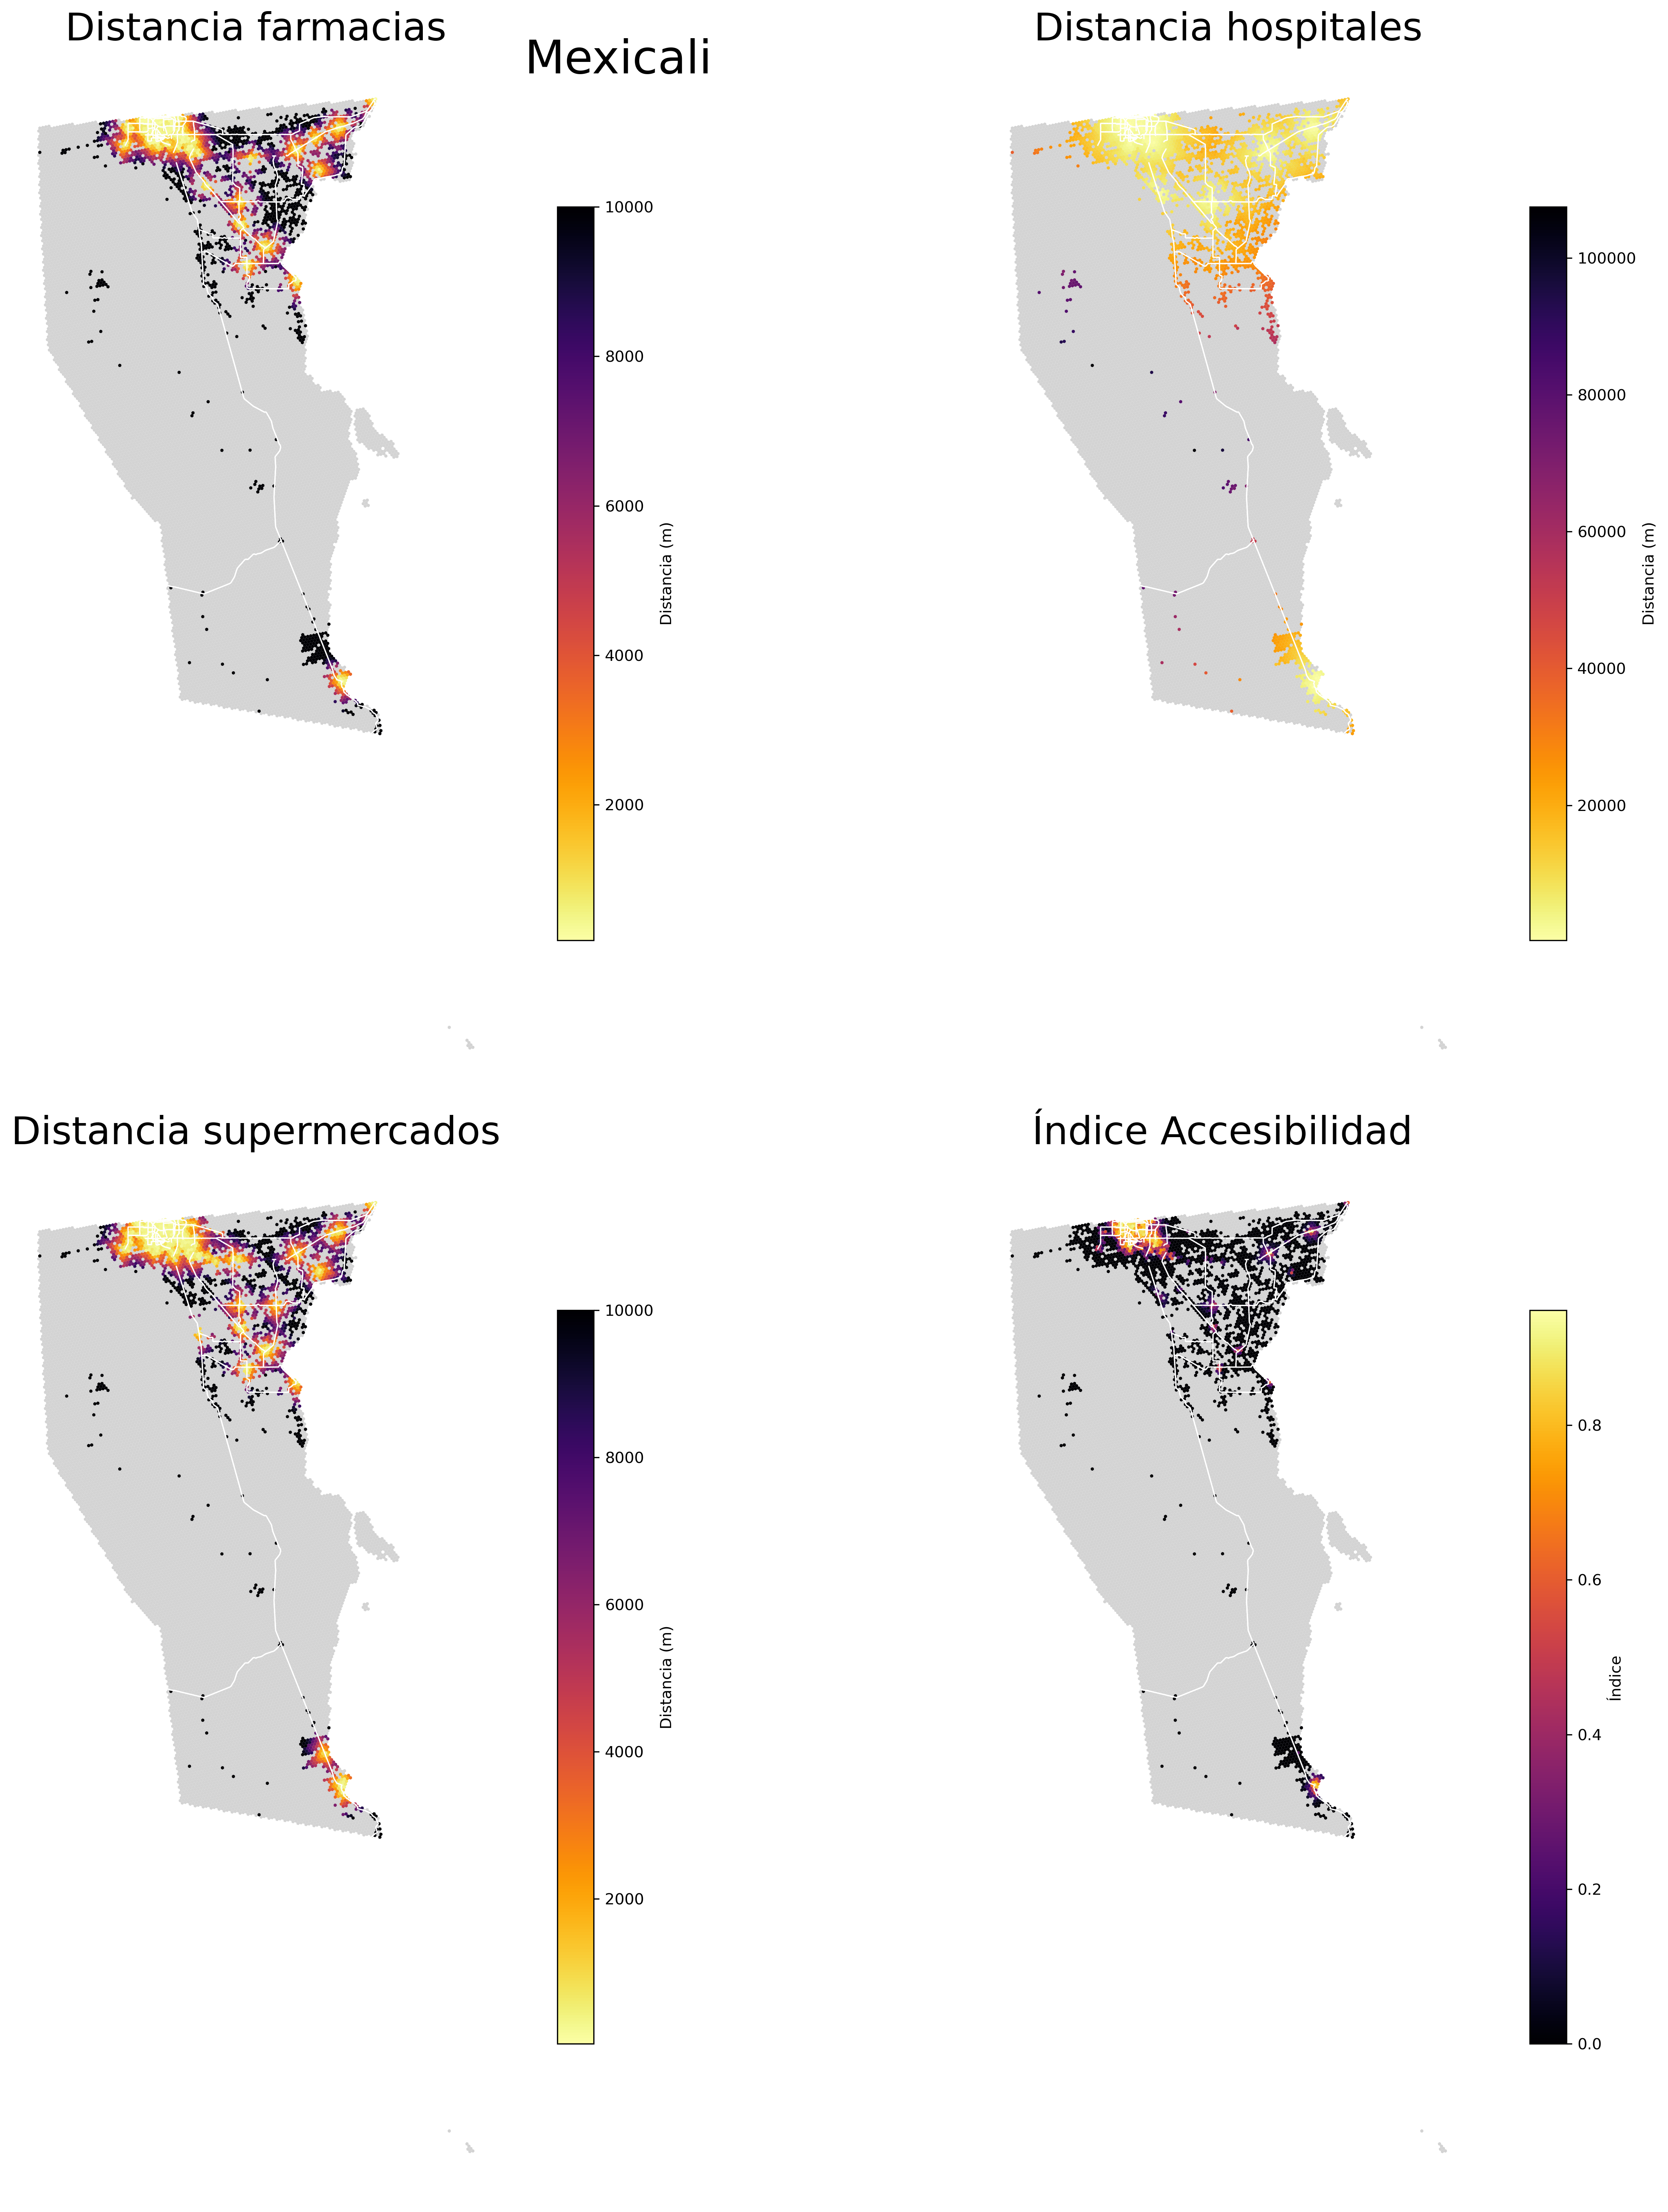 Distancia farmacias
Mexicali
Distancia hospitales
10000
8000
6000
4000
2000
Distancia (m)
100000
80000
60000
40000
20000
Distancia (m)
Distancia supermercados
Índice Accesibilidad
10000
8000
6000
4000
2000
Distancia (m)
0.8
0.6
0.4
0.2
0.0
Índice